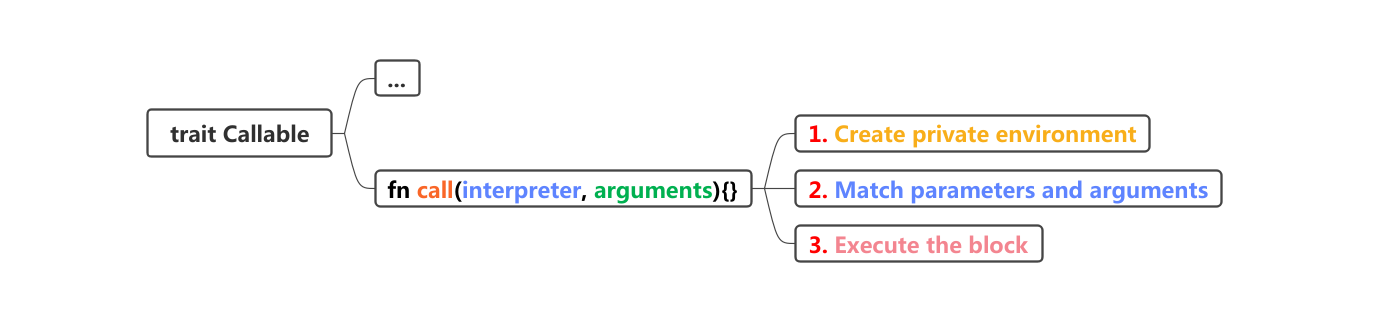 trait Callable
...
fn call(interpreter, arguments){}
1. Create private environment
2. Match parameters and arguments
3. Execute the block